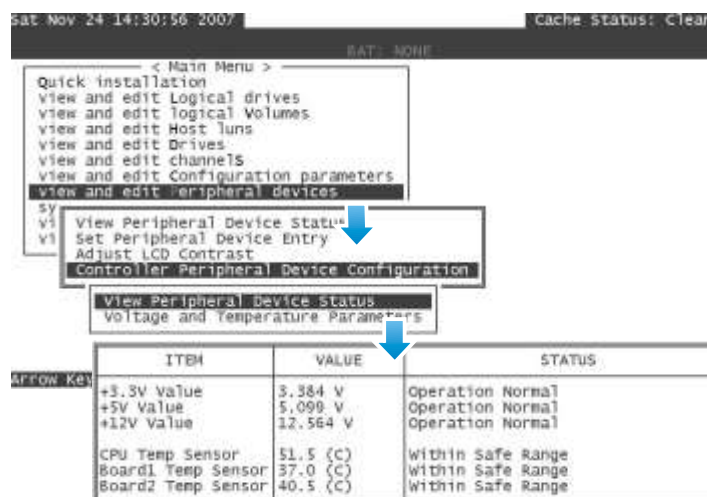 Sat Nov 24 14:30:56 2007 Cache Status: Clean
BAT: NONE
< Main Menu >
Quick installation
view and edit Logical drives
view and edit logical Volumes
view and edit Host luns
view and edit Drives
view and edit channelS
view and edit Configuration parameters
view and edit Peripheral devices
sy
vi
vi
View Peripheral Device Status
Set Peripheral Device Entry
Adjust LCD Contrast
Controller Peripheral Device Configuration
View Peripheral Device Status
Voltage and Temperature Parameters
ITEM VALUE STATUS
Arrow Key
+3.3V Value 3.384 V Operation Normal
+5V Value 5.099 V Operation Normal
+12V Value 12.564 V Operation Normal
CPU Temp Sensor 51.5 (C) Within Safe Range
Board1 Temp Sensor 37.0 (C) Within Safe Range
Board2 Temp Sensor 40.5 (C) Within Safe Range